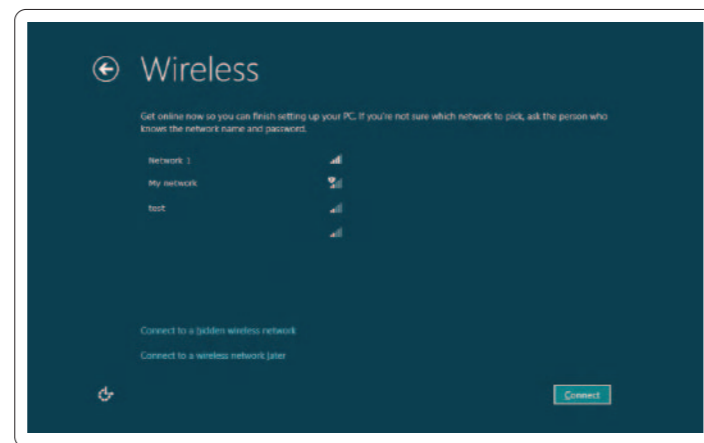 Wireless
Get online now so you can finish setting up your PC. If you're not sure which network to pick, ask the person who
knows the network name and password.
Network 1
My network
test
Connect to a hidden wireless network
Connect to a wireless network later
Connect